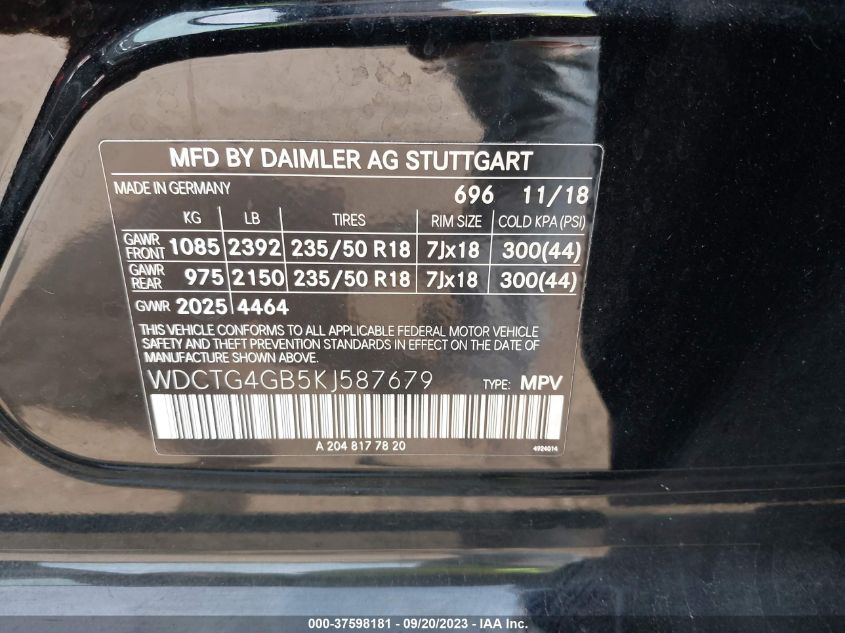 MFD BY DAIMLER AG STUTTGART
MADE IN GERMANY 696 11/18
KG LB TIRES RIM SIZE COLD KPA (PSI)
GAWR FRONT 1085 2392 235/50 R18 7Jx18 300(44)
GAWR REAR 975 2150 235/50 R18 7Jx18 300(44)
GVWR 2025 4464
THIS VEHICLE CONFORMS TO ALL APPLICABLE FEDERAL MOTOR VEHICLE
SAFETY AND THEFT PREVENTION STANDARDS IN EFFECT ON THE DATE OF
MANUFACTURE SHOWN ABOVE.
WDCTG4GB5KJ587679 TYPE: MPV
A 204 817 78 20 4924014
000-37598181 - 09/20/2023 - IAA Inc.